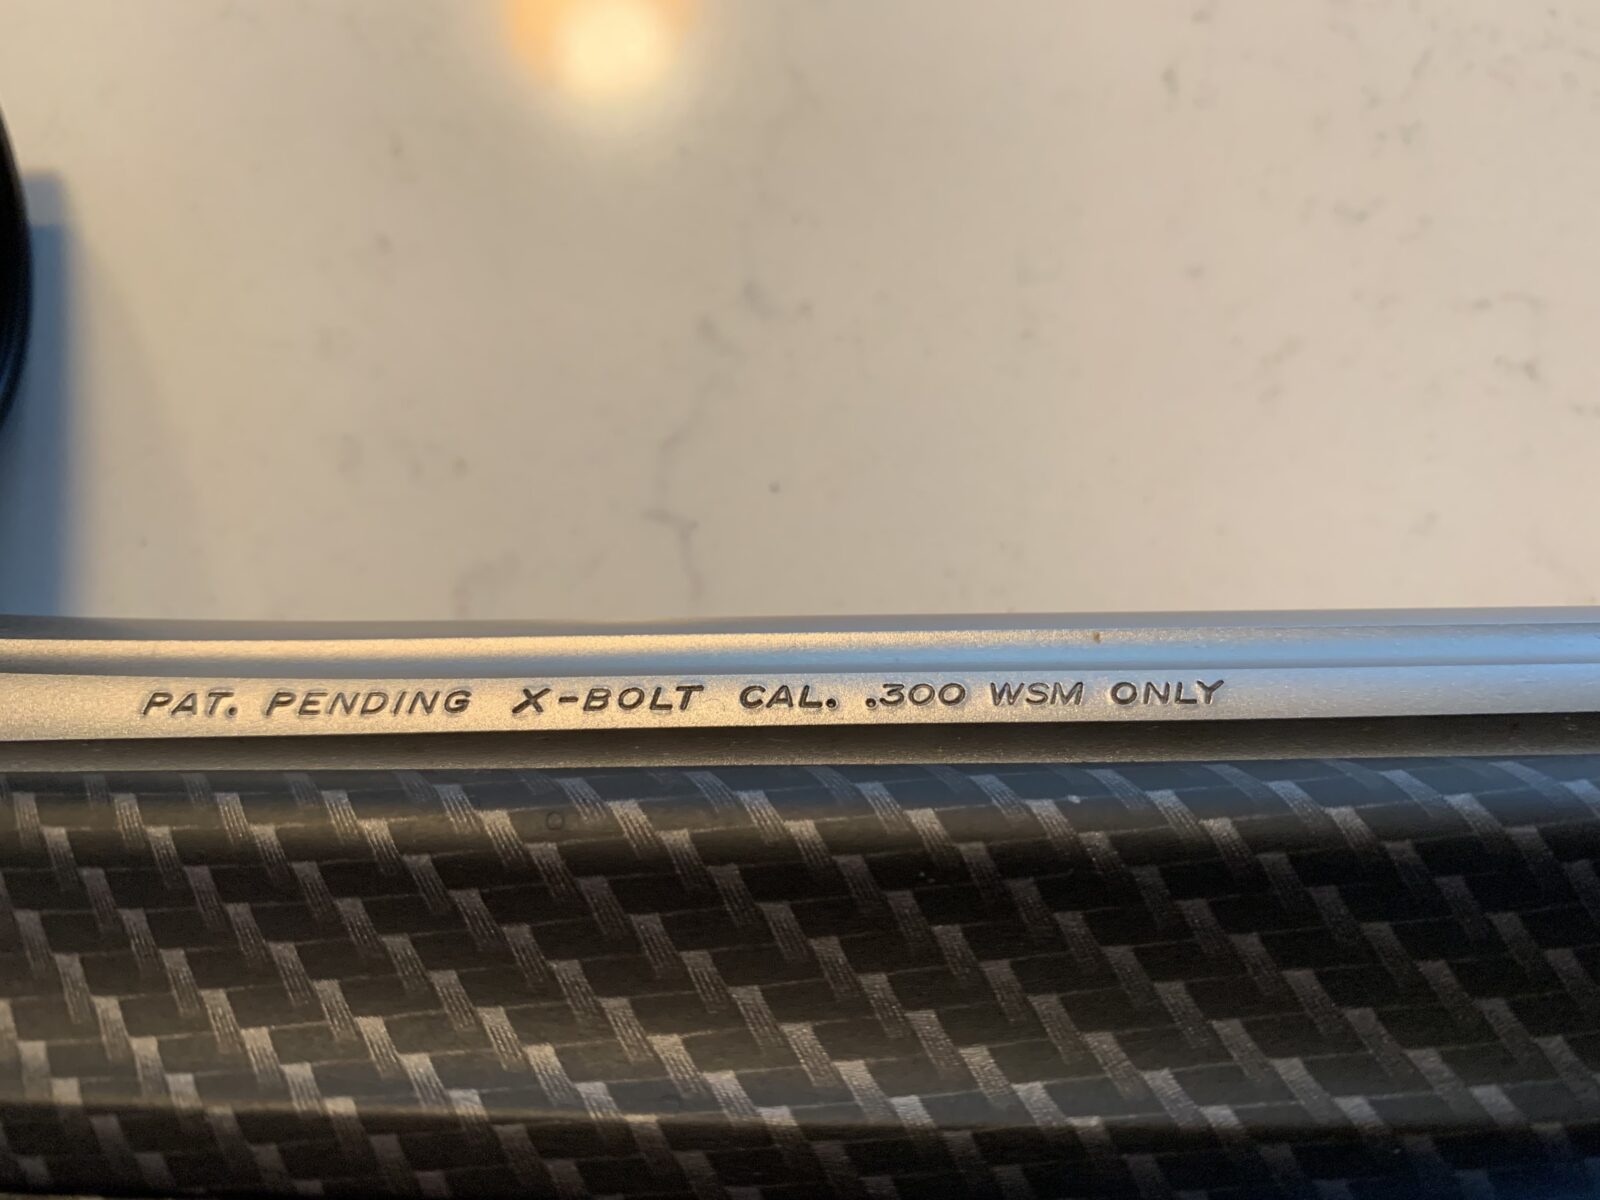 PAT. PENDING X-BOLT CAL. .300 WSM ONLY